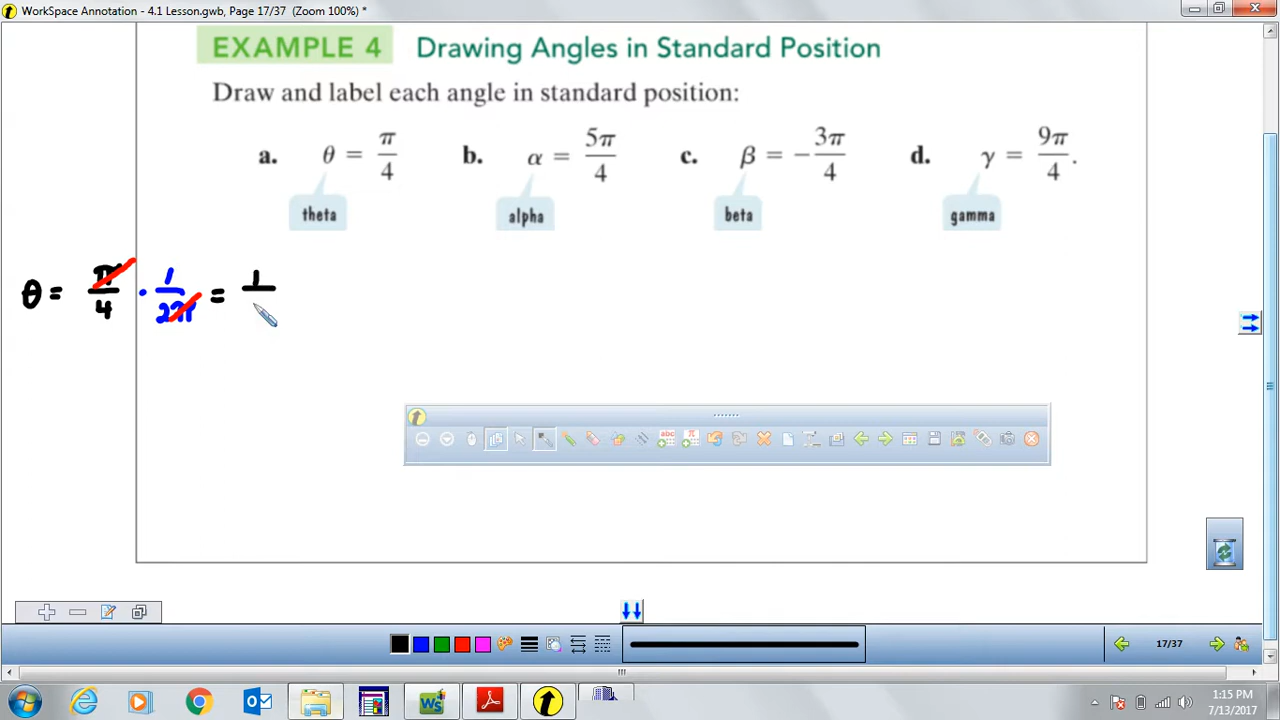 WorkSpace Annotation - 4.1 Lesson.gwb, Page 17/37 (Zoom 100%) *
EXAMPLE 4 Drawing Angles in Standard Position
Draw and label each angle in standard position:
a. θ = π/4 b. α = 5π/4 c. β = −3π/4 d. γ = 9π/4.
theta alpha beta gamma
θ = π/4 · 1/2π = 1/
abc π
17/37
1:15 PM
7/13/2017